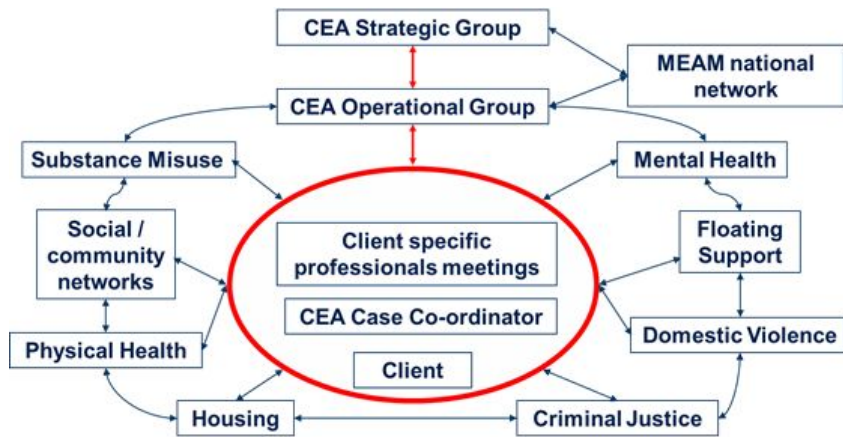 CEA Strategic Group
MEAM national
network
CEA Operational Group
Substance Misuse
Mental Health
Social /
community
networks
Client specific
professionals meetings
Floating
Support
CEA Case Co-ordinator
Physical Health
Domestic Violence
Client
Housing
Criminal Justice